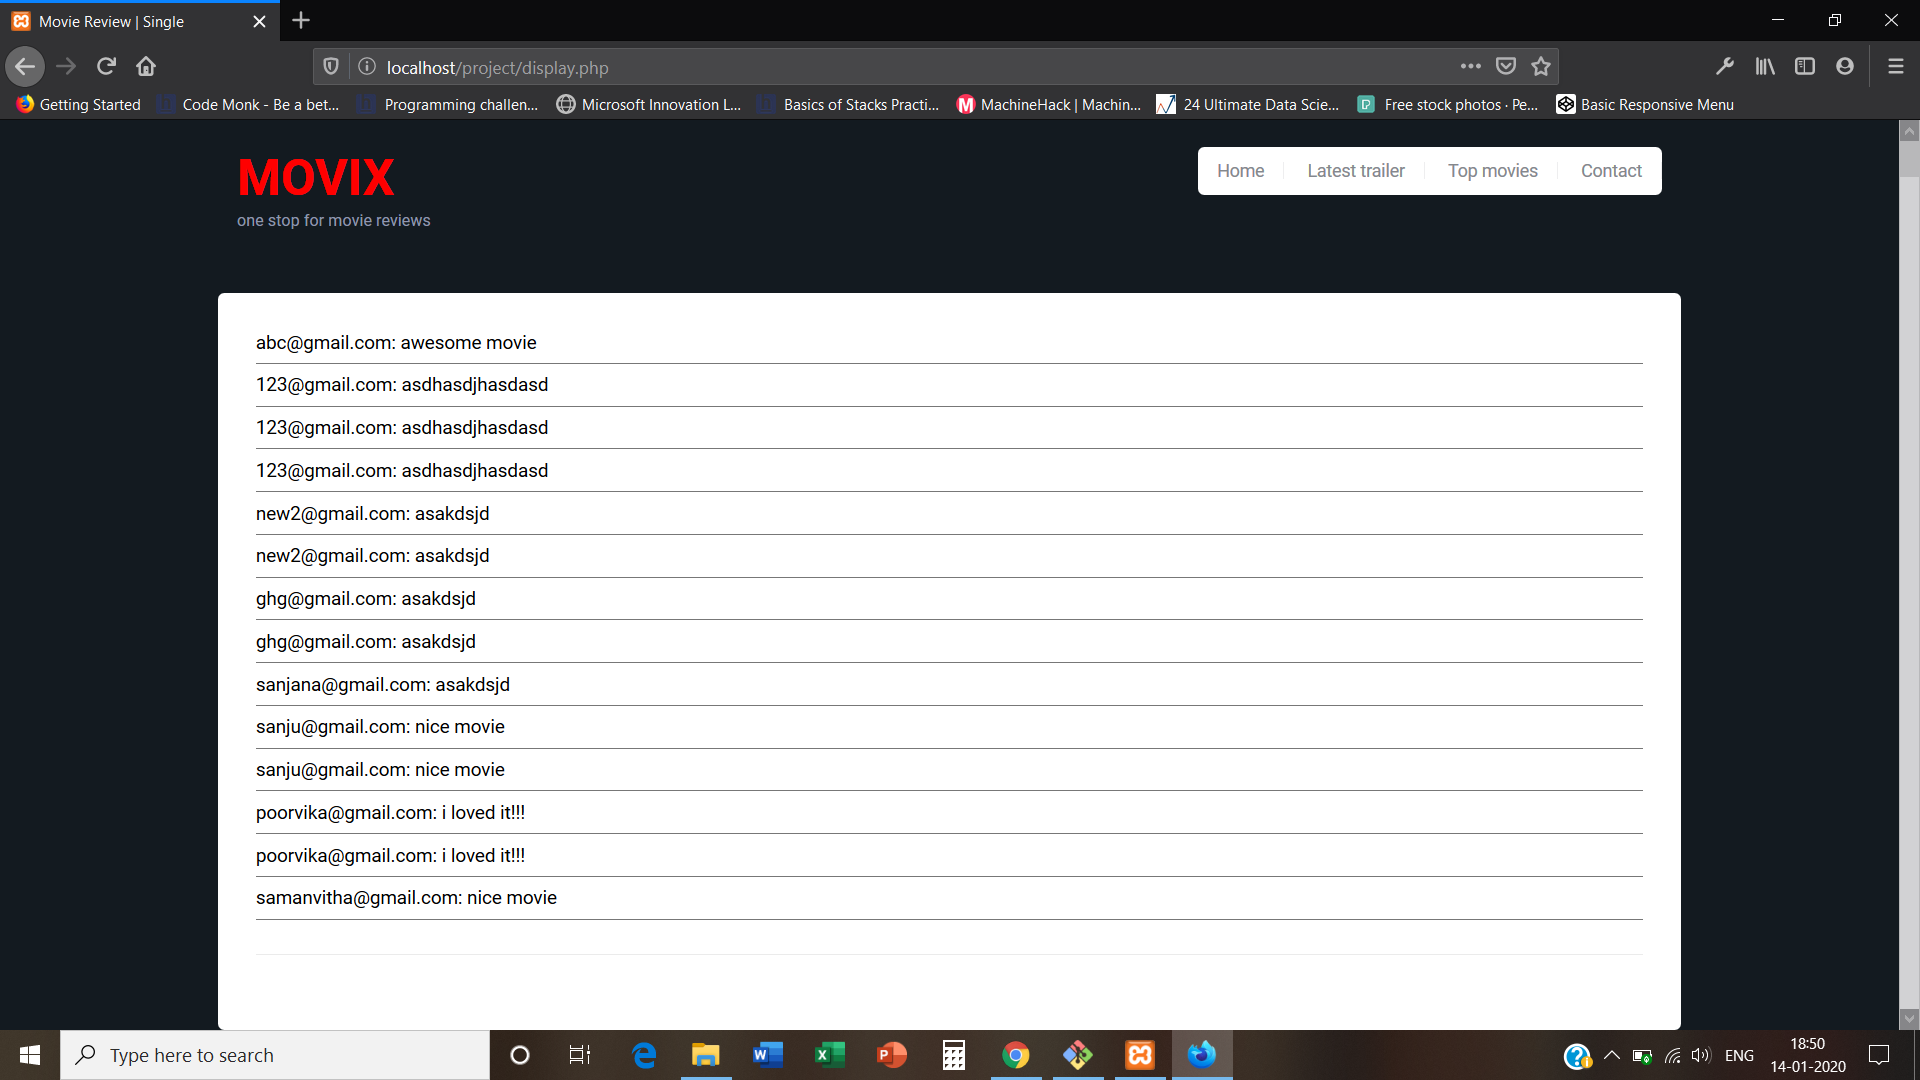 Movie Review | Single
localhost/project/display.php
Getting Started
Code Monk - Be a bet...
Programming challen...
Microsoft Innovation L...
Basics of Stacks Practi...
MachineHack | Machin...
24 Ultimate Data Scie...
Free stock photos · Pe...
Basic Responsive Menu
MOVIX
one stop for movie reviews
Home
Latest trailer
Top movies
Contact
abc@gmail.com: awesome movie
123@gmail.com: asdhasdjhasdasd
123@gmail.com: asdhasdjhasdasd
123@gmail.com: asdhasdjhasdasd
new2@gmail.com: asakdsjd
new2@gmail.com: asakdsjd
ghg@gmail.com: asakdsjd
ghg@gmail.com: asakdsjd
sanjana@gmail.com: asakdsjd
sanju@gmail.com: nice movie
sanju@gmail.com: nice movie
poorvika@gmail.com: i loved it!!!
poorvika@gmail.com: i loved it!!!
samanvitha@gmail.com: nice movie
Type here to search
ENG
18:50
14-01-2020